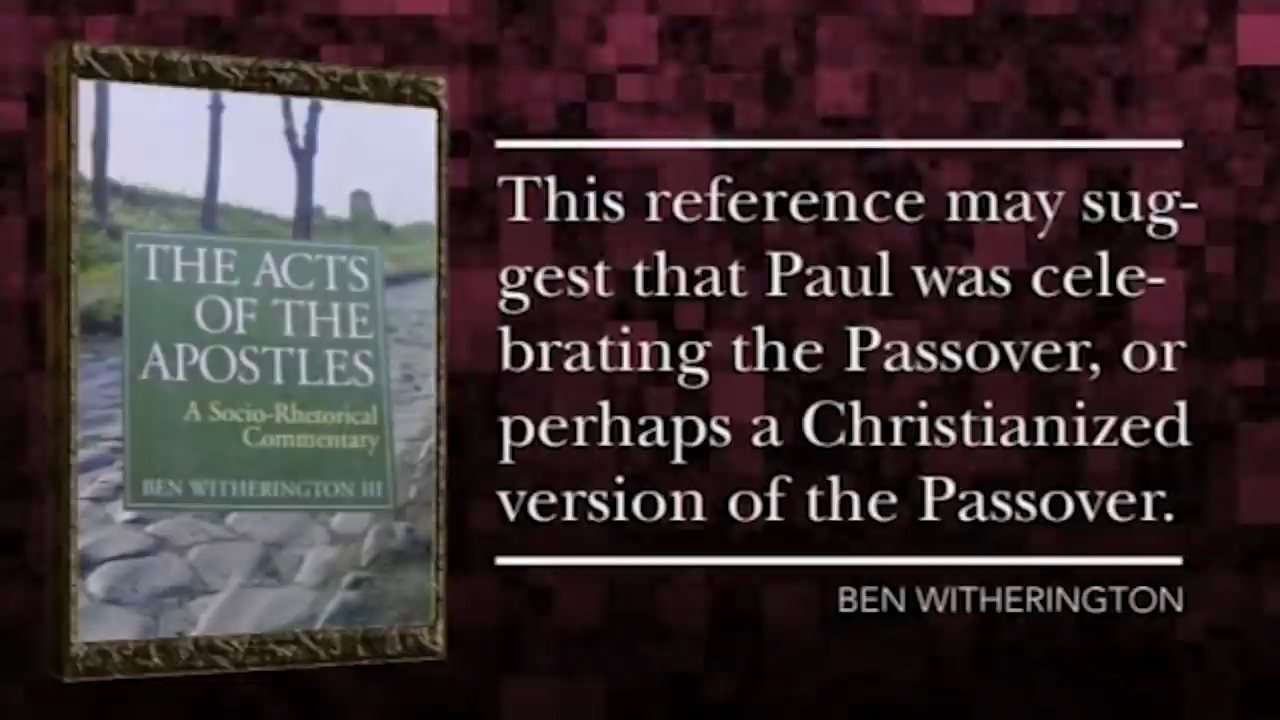 THE ACTS
OF THE
APOSTLES
A Socio-Rhetorical
Commentary
BEN WITHERINGTON III
This reference may sug-
gest that Paul was cele-
brating the Passover, or
perhaps a Christianized
version of the Passover.
BEN WITHERINGTON